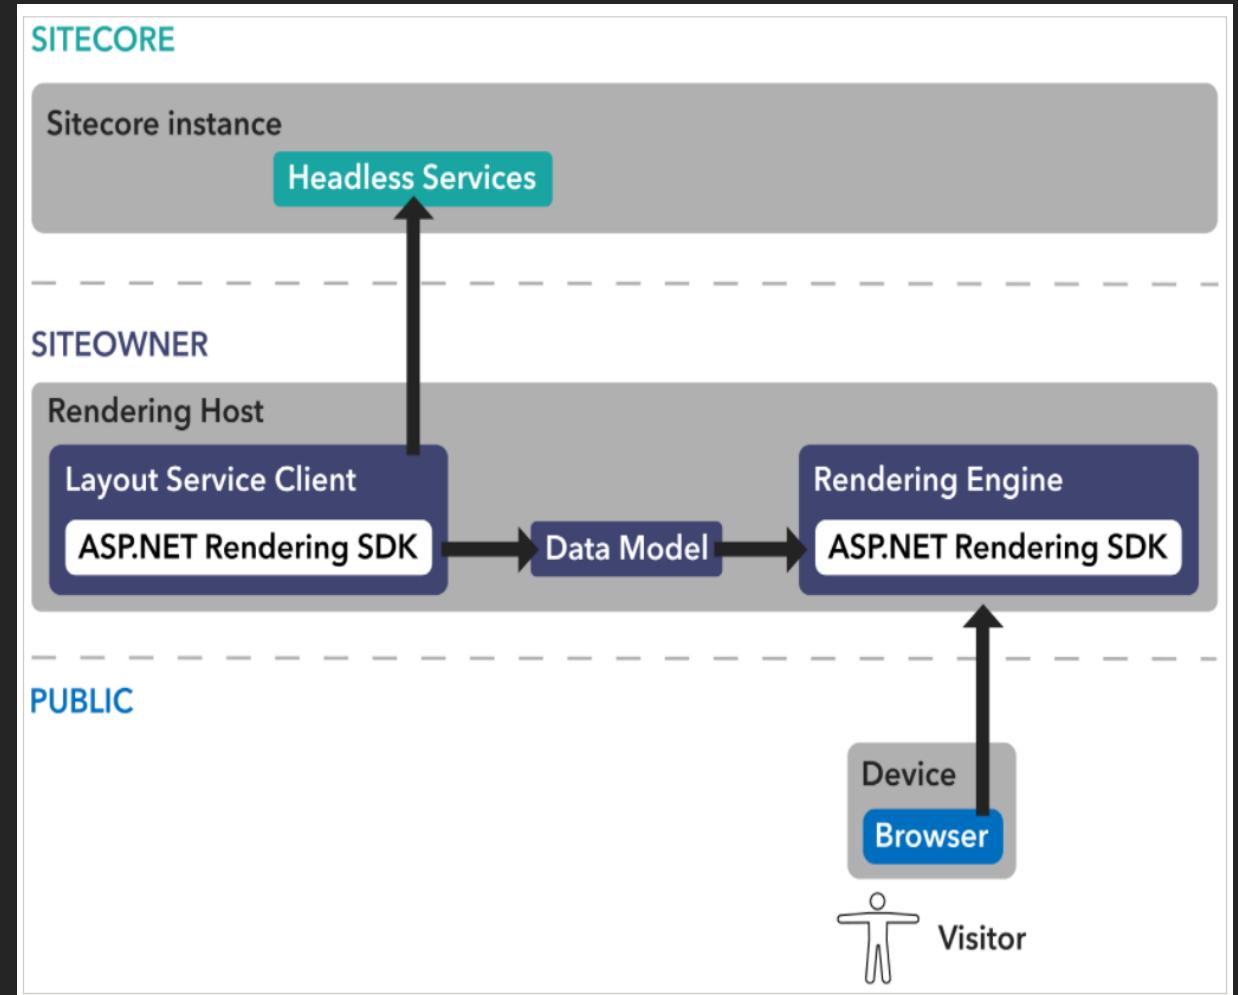 SITECORE
Sitecore instance
Headless Services
SITEOWNER
Rendering Host
Layout Service Client
ASP.NET Rendering SDK
Data Model
Rendering Engine
ASP.NET Rendering SDK
PUBLIC
Device
Browser
Visitor